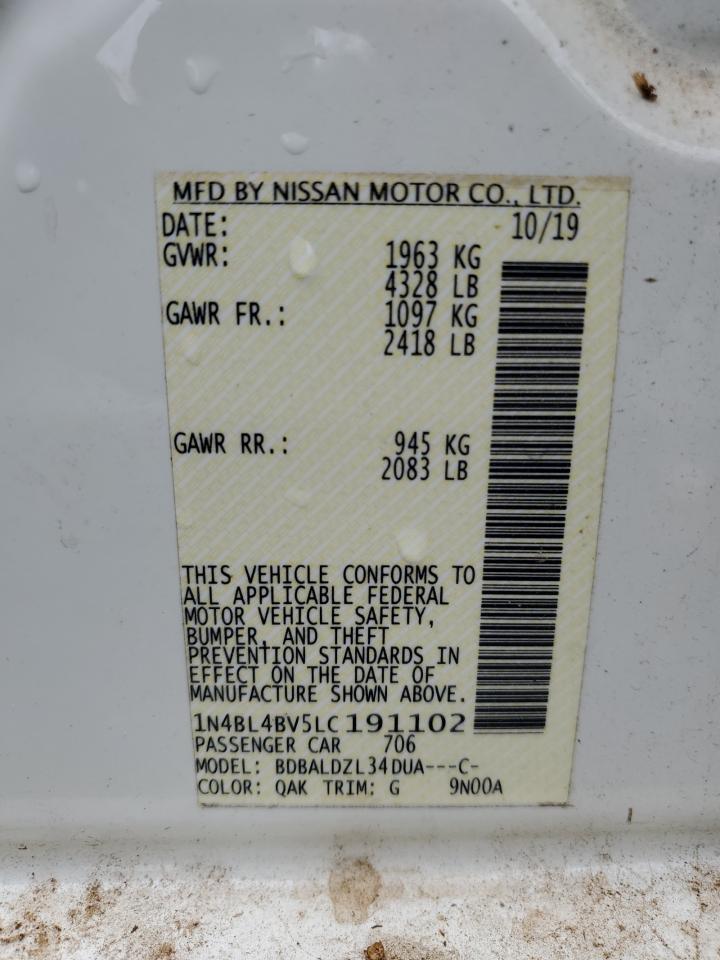 MFD BY NISSAN MOTOR CO., LTD.
DATE: 10/19
GVWR: 1963 KG
4328 LB
GAWR FR.: 1097 KG
2418 LB
GAWR RR.: 945 KG
2083 LB
THIS VEHICLE CONFORMS TO
ALL APPLICABLE FEDERAL
MOTOR VEHICLE SAFETY,
BUMPER, AND THEFT
PREVENTION STANDARDS IN
EFFECT ON THE DATE OF
MANUFACTURE SHOWN ABOVE.
1N4BL4BV5LC191102
PASSENGER CAR 706
MODEL: BDBALDZL34DUA---C-
COLOR: QAK TRIM: G 9N00A